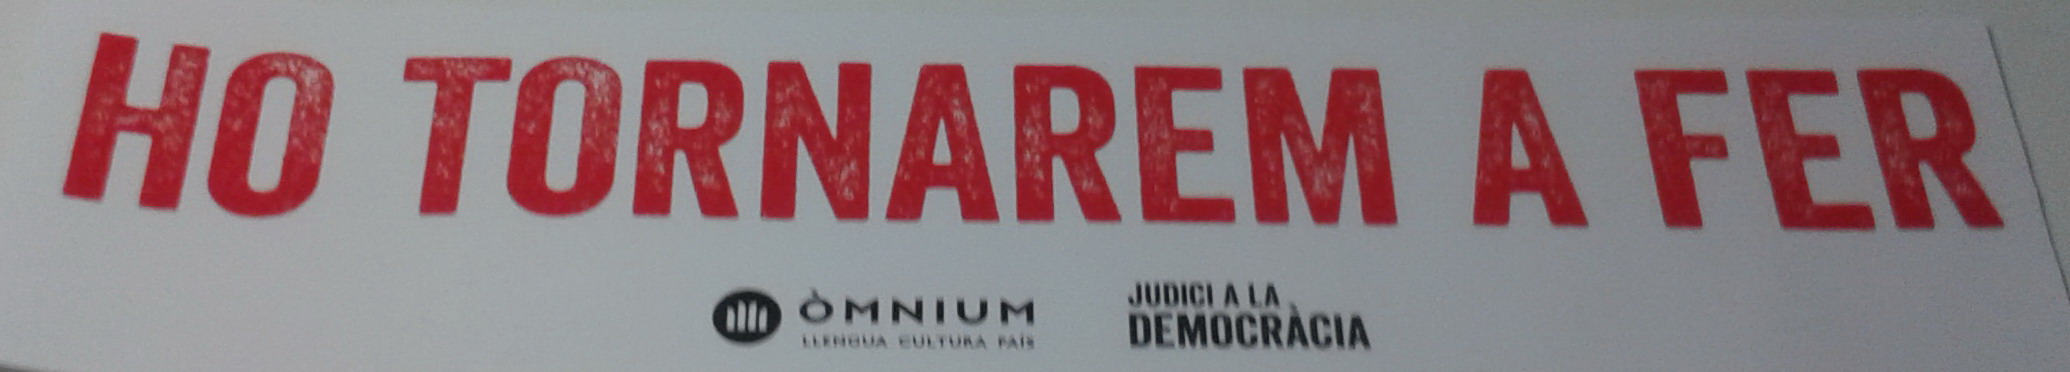 HO TORNAREM A FER
ÒMNIUM
LLENGUA CULTURA PAÍS
JUDICI A LA
DEMOCRÀCIA